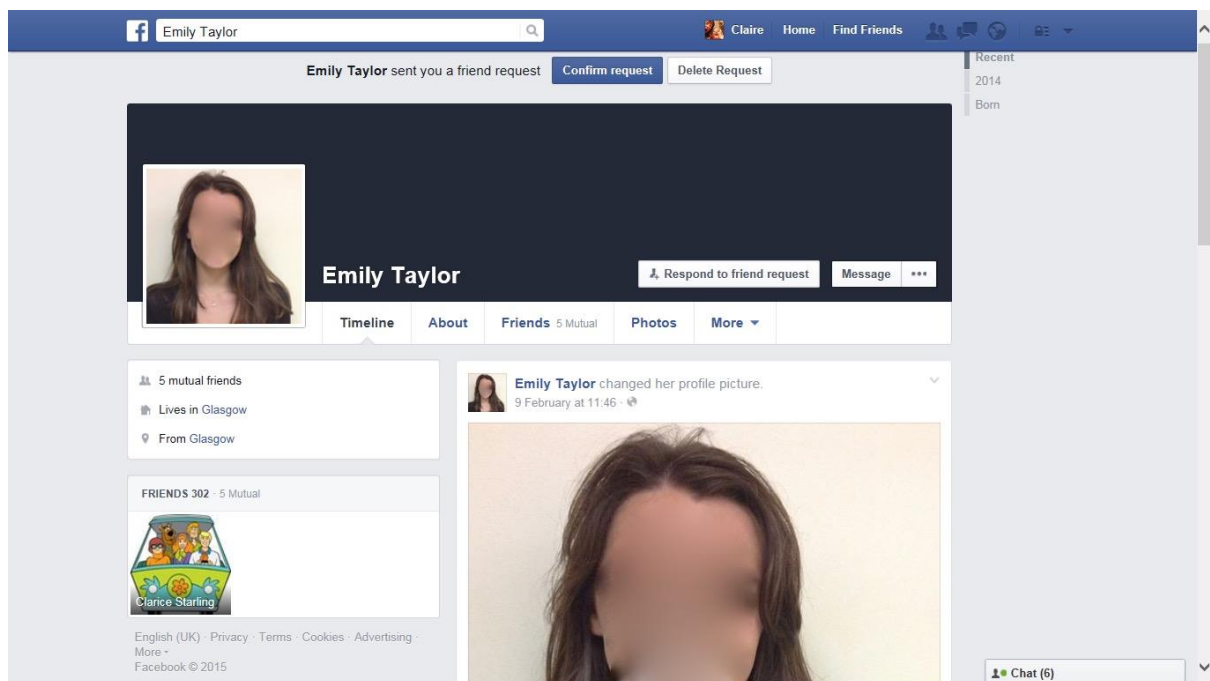 f Emily Taylor Claire Home Find Friends
Emily Taylor sent you a friend request Confirm request Delete Request
Recent
2014
Born
Emily Taylor Respond to friend request Message ...
Timeline About Friends 5 Mutual Photos More
5 mutual friends
Lives in Glasgow
From Glasgow
FRIENDS 302 · 5 Mutual
Clarice Starling
English (UK) · Privacy · Terms · Cookies · Advertising ·
More
Facebook © 2015
Emily Taylor changed her profile picture.
9 February at 11:46 ·
Chat (6)